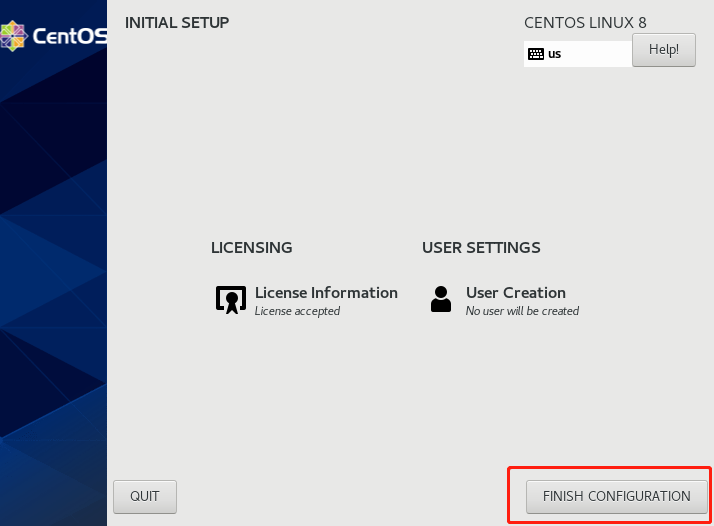 CentOS
INITIAL SETUP
CENTOS LINUX 8
us
Help!
LICENSING
USER SETTINGS
License Information
License accepted
User Creation
No user will be created
QUIT
FINISH CONFIGURATION